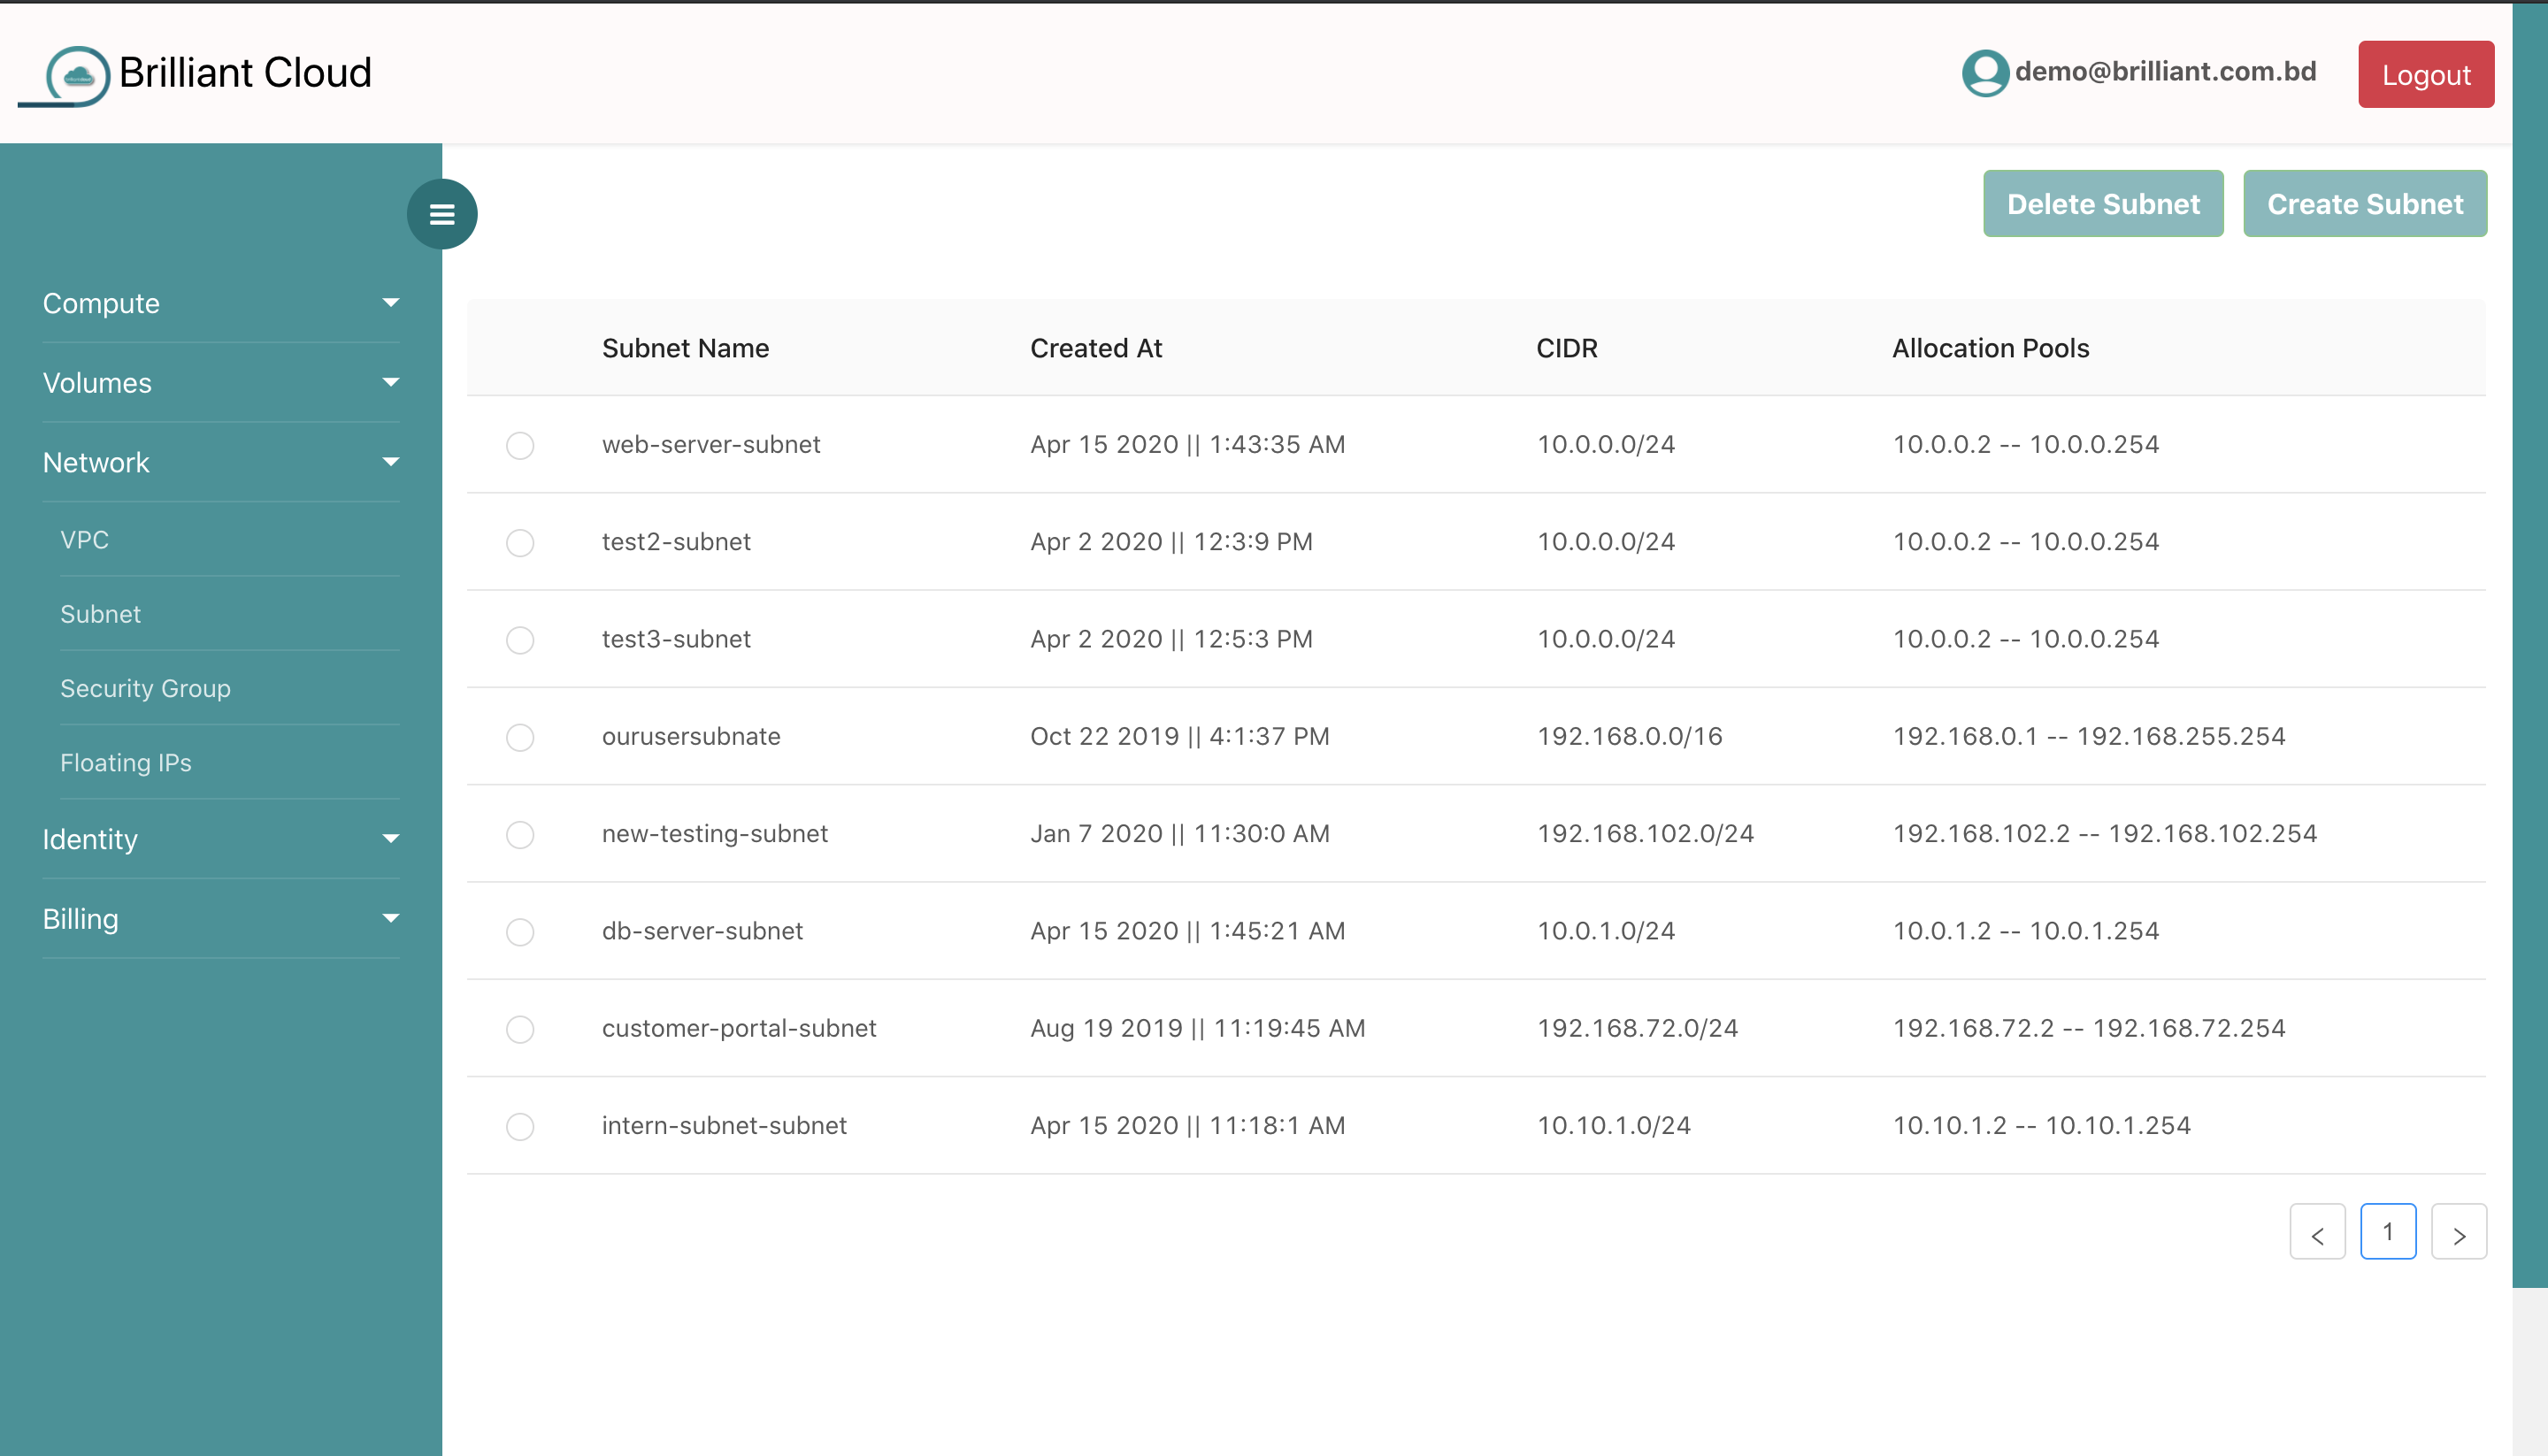 Brilliant Cloud
demo@brilliant.com.bd
Logout
Delete Subnet
Create Subnet
Compute
Volumes
Network
VPC
Subnet
Security Group
Floating IPs
Identity
Billing
Subnet Name Created At CIDR Allocation Pools
web-server-subnet Apr 15 2020 || 1:43:35 AM 10.0.0.0/24 10.0.0.2 -- 10.0.0.254
test2-subnet Apr 2 2020 || 12:3:9 PM 10.0.0.0/24 10.0.0.2 -- 10.0.0.254
test3-subnet Apr 2 2020 || 12:5:3 PM 10.0.0.0/24 10.0.0.2 -- 10.0.0.254
ourusersubnate Oct 22 2019 || 4:1:37 PM 192.168.0.0/16 192.168.0.1 -- 192.168.255.254
new-testing-subnet Jan 7 2020 || 11:30:0 AM 192.168.102.0/24 192.168.102.2 -- 192.168.102.254
db-server-subnet Apr 15 2020 || 1:45:21 AM 10.0.1.0/24 10.0.1.2 -- 10.0.1.254
customer-portal-subnet Aug 19 2019 || 11:19:45 AM 192.168.72.0/24 192.168.72.2 -- 192.168.72.254
intern-subnet-subnet Apr 15 2020 || 11:18:1 AM 10.10.1.0/24 10.10.1.2 -- 10.10.1.254
< 1 >